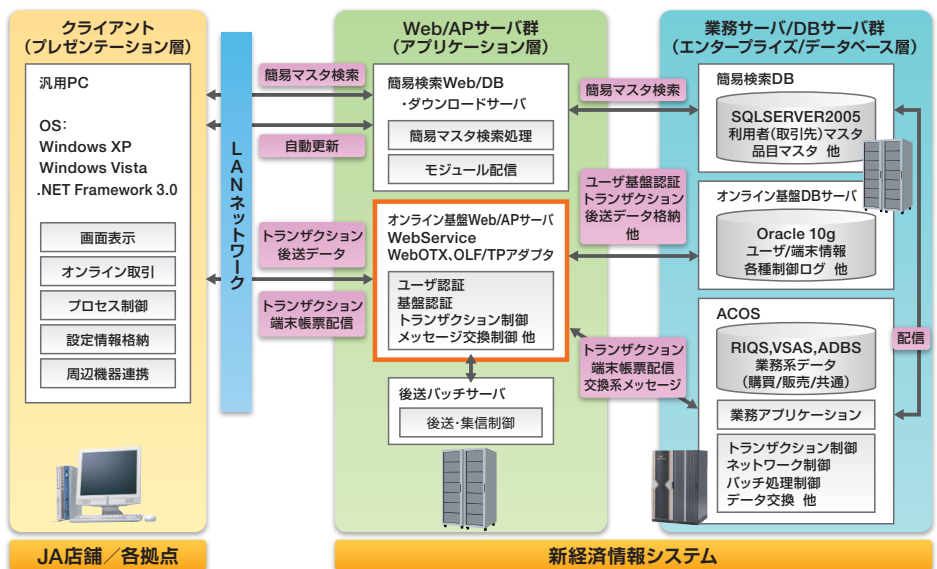 クライアント
(プレゼンテーション層)
汎用PC
OS:
Windows XP
Windows Vista
.NET Framework 3.0
画面表示
オンライン取引
プロセス制御
設定情報格納
周辺機器連携
JA店舗/各拠点
LANネットワーク
簡易マスタ検索
自動更新
トランザクション
後送データ
トランザクション
端末帳票配信
Web/APサーバ群
(アプリケーション層)
簡易検索Web/DB
・ダウンロードサーバ
簡易マスタ検索処理
モジュール配信
オンライン基盤Web/APサーバ
WebService
WebOTX、OLF/TPアダプタ
ユーザ認証
基盤認証
トランザクション制御
メッセージ交換制御 他
後送バッチサーバ
後送・集信制御
簡易マスタ検索
ユーザ基盤認証
トランザクション
後送データ格納
他
トランザクション
端末帳票配信
交換系メッセージ
業務サーバ/DBサーバ群
(エンタープライズ/データベース層)
簡易検索DB
SQLSERVER2005
利用者(取引先)マスタ
品目マスタ 他
オンライン基盤DBサーバ
Oracle 10g
ユーザ/端末情報
各種制御ログ 他
ACOS
RIQS,VSAS,ADBS
業務系データ
(購買/販売/共通)
業務アプリケーション
トランザクション制御
ネットワーク制御
バッチ処理制御
データ交換 他
配信
新経済情報システム